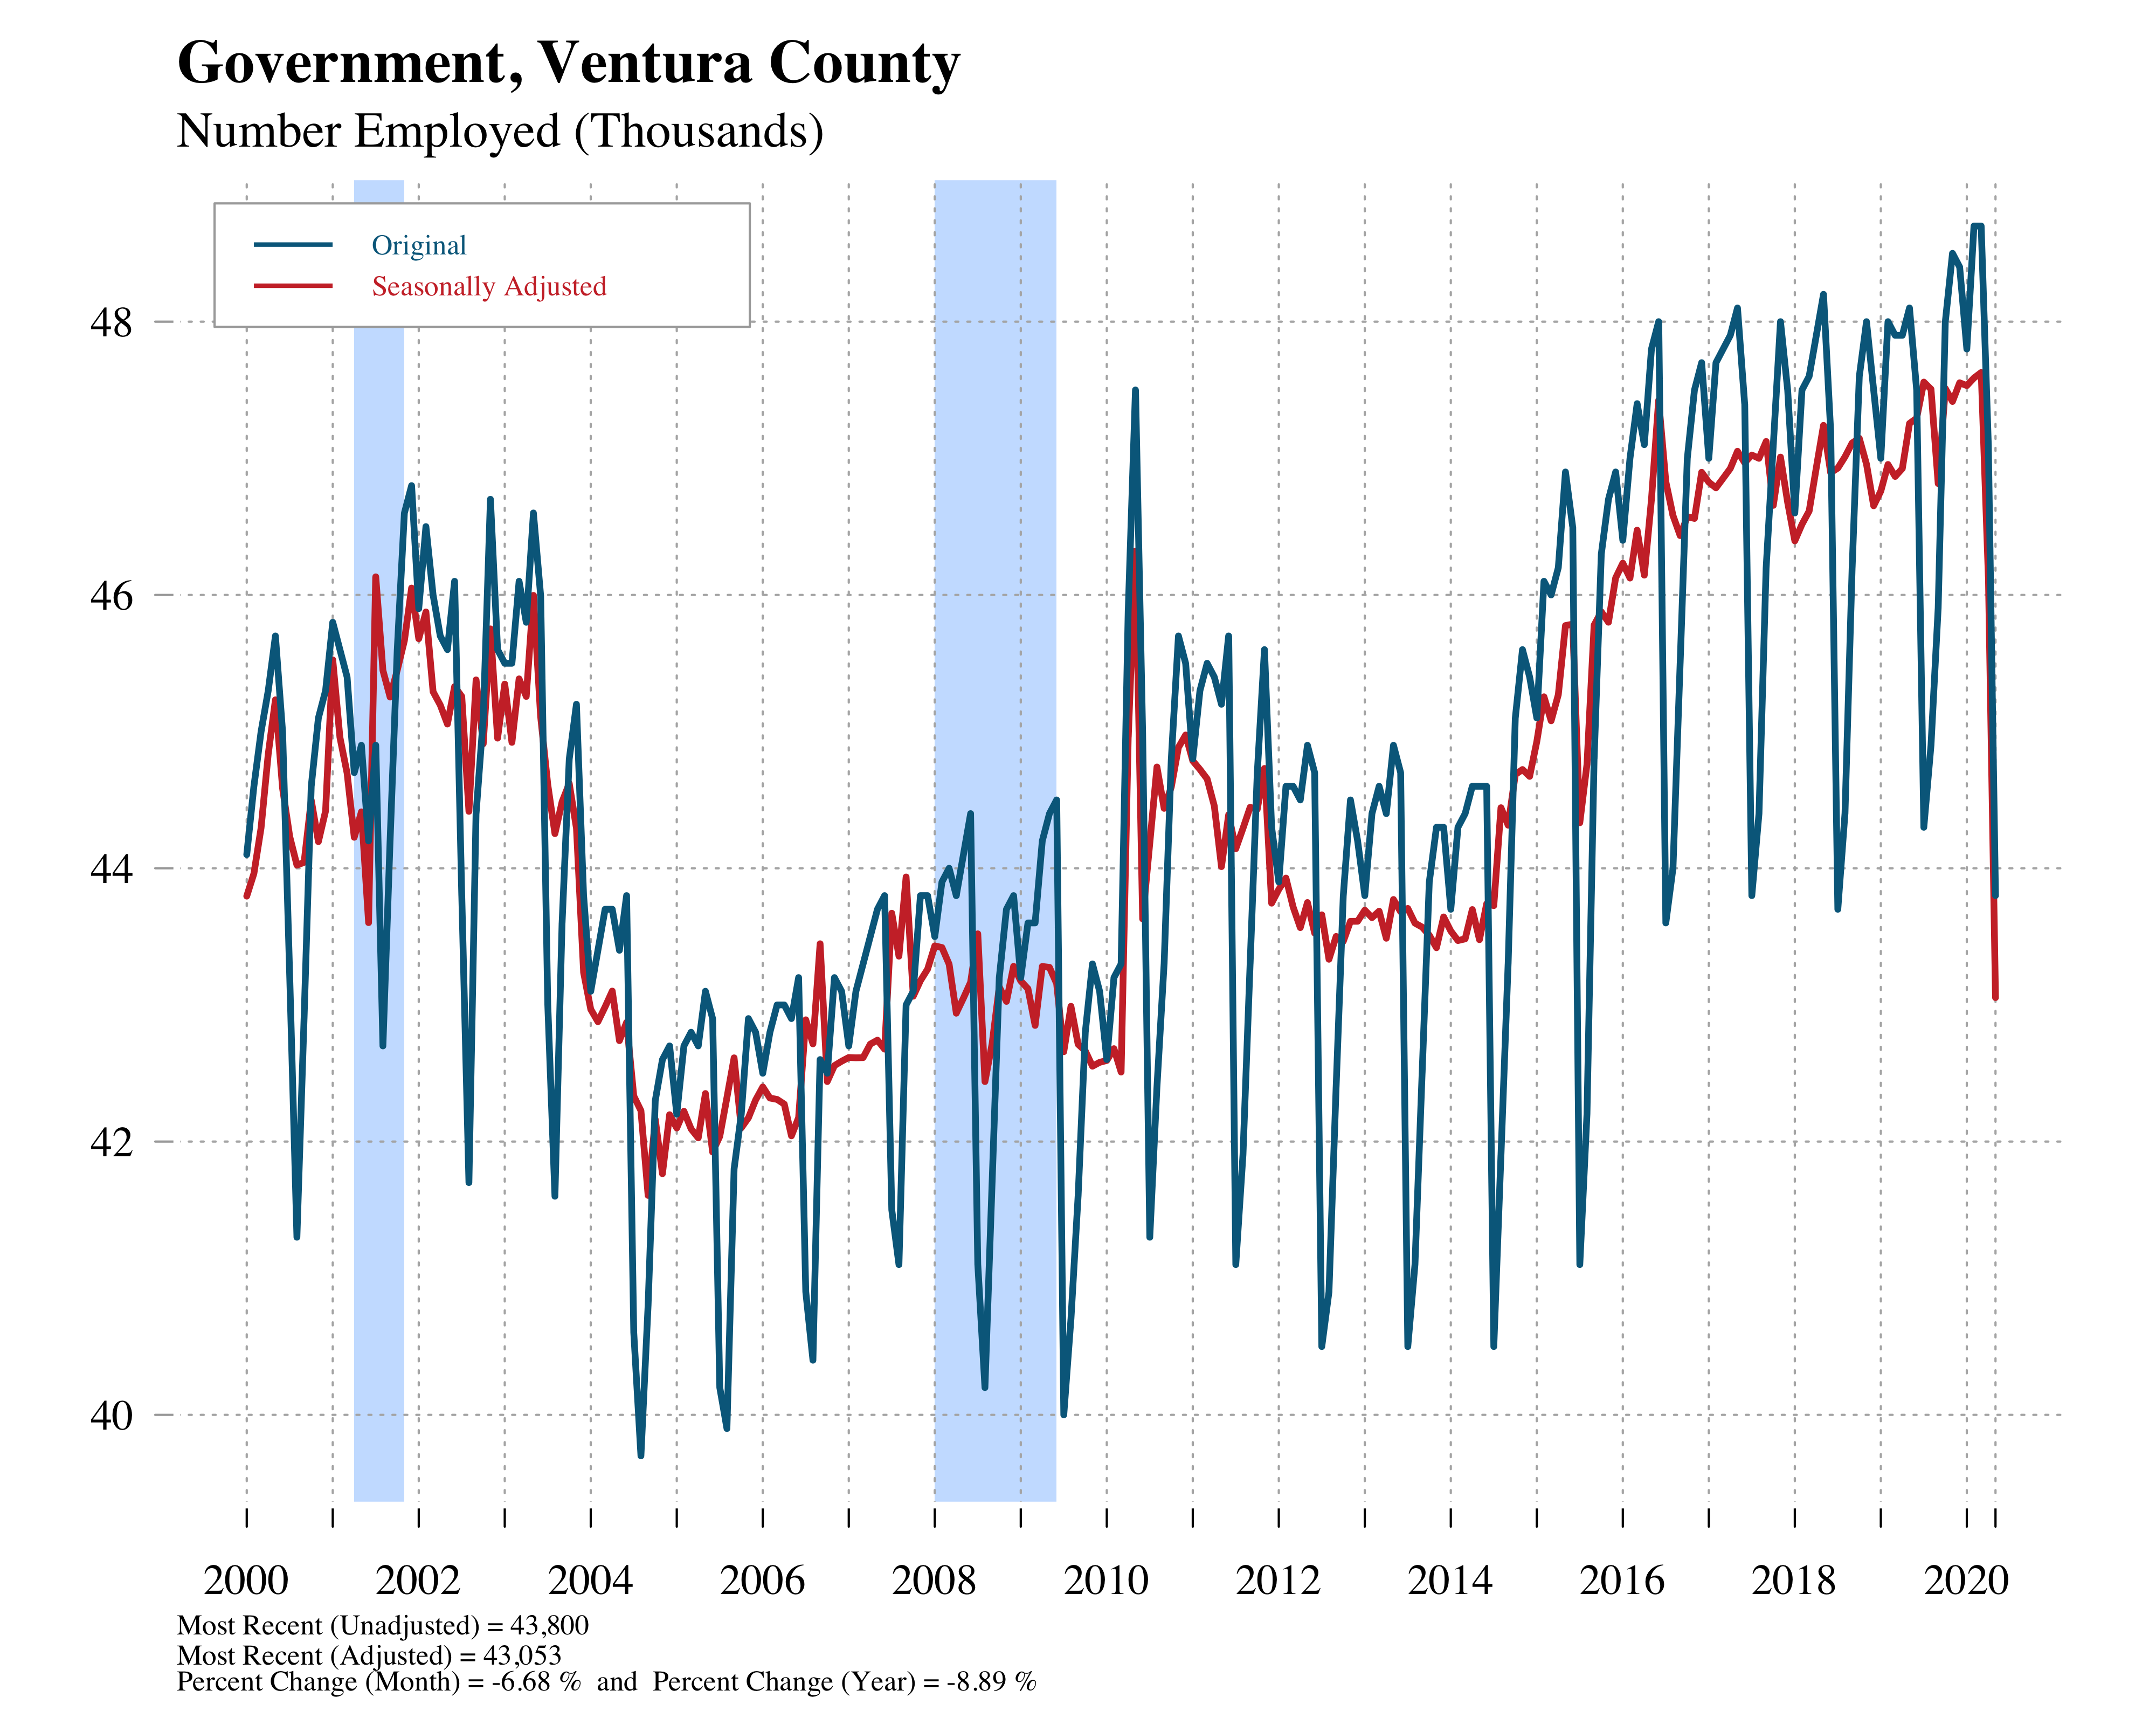 Government, Ventura County
Number Employed (Thousands)
Original
Seasonally Adjusted
48
46
44
42
40
2000 2002 2004 2006 2008 2010 2012 2014 2016 2018 2020
Most Recent (Unadjusted) = 43,800
Most Recent (Adjusted) = 43,053
Percent Change (Month) = -6.68 % and Percent Change (Year) = -8.89 %